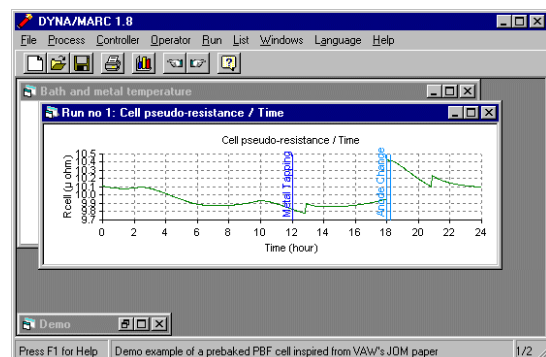 DYNA/MARC 1.8
File Process Controller Operator Run List Windows Language Help
Bath and metal temperature
Run no 1: Cell pseudo-resistance / Time
Cell pseudo-resistance / Time
R cell (µ ohm)
10.5
10.4
10.3
10.2
10.1
10.0
9.9
9.8
9.7
Metal Tapping
Anode Change
0 2 4 6 8 10 12 14 16 18 20 22 24
Time (hour)
Demo
Press F1 for Help Demo example of a prebaked PBF cell inspired from VAW's JOM paper 1/2